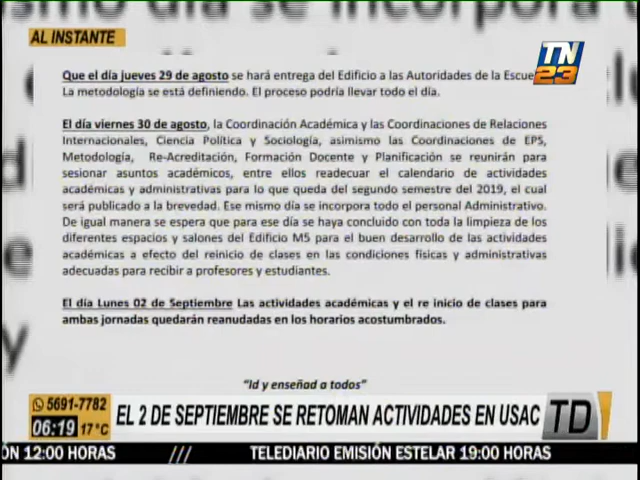 AL INSTANTE
TN
23
Que el día jueves 29 de agosto se hará entrega del Edificio a las Autoridades de la
La metodología se está definiendo. El proceso podría llevar todo el día.
El día viernes 30 de agosto, la Coordinación Académica y las Coordinaciones de Relaciones
Internacionales, Ciencia Política y Sociología, asimismo las Coordinaciones de EPS,
Metodología, Re-Acreditación, Formación Docente y Planificación se reunirán para
sesionar asuntos académicos, entre ellos readecuar el calendario de actividades
académicas y administrativas para lo que queda del segundo semestre del 2019, el cual
será publicado a la brevedad. Ese mismo día se incorpora todo el personal Administrativo.
De igual manera se espera que para ese día se haya concluido con toda la limpieza de los
diferentes espacios y salones del Edificio M5 para el buen desarrollo de las actividades
académicas a efecto del reinicio de clases en las condiciones físicas y administrativas
adecuadas para recibir a profesores y estudiantes.
El día Lunes 02 de Septiembre Las actividades académicas y el re inicio de clases para
ambas jornadas quedarán reanudadas en los horarios acostumbrados.
"Id y enseñad a todos"
5691-7782
06:19 17°C
EL 2 DE SEPTIEMBRE SE RETOMAN ACTIVIDADES EN USAC
TD
12:00 HORAS /// TELEDIARIO EMISIÓN ESTELAR 19:00 HORAS